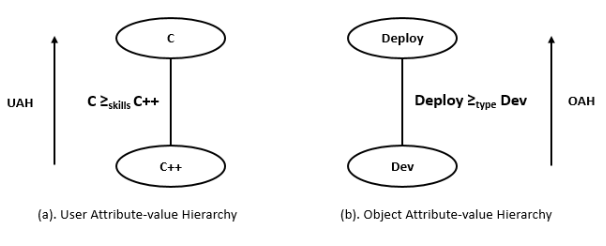 C
Deploy
UAH
C ≥skills C++
Deploy ≥type Dev
OAH
C++
Dev
(a). User Attribute-value Hierarchy
(b). Object Attribute-value Hierarchy